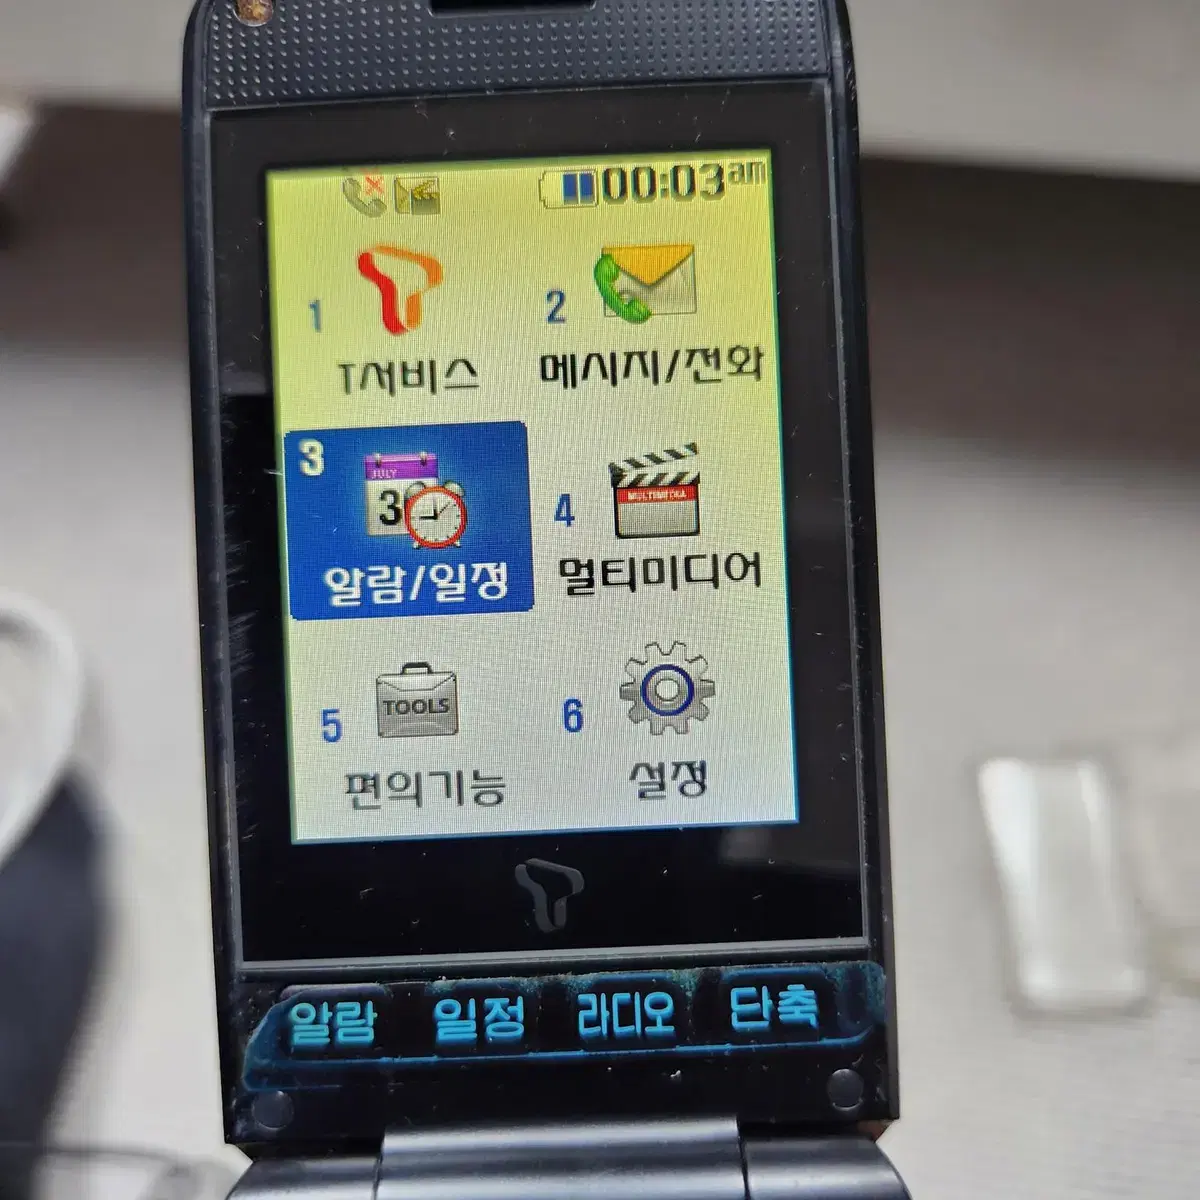 00:03am
1
T서비스
2
메시지/전화
3
JULY
3
알람/일정
4
MULTIMEDIA
멀티미디어
5
TOOLS
편의기능
6
설정
알람 일정 라디오 단축